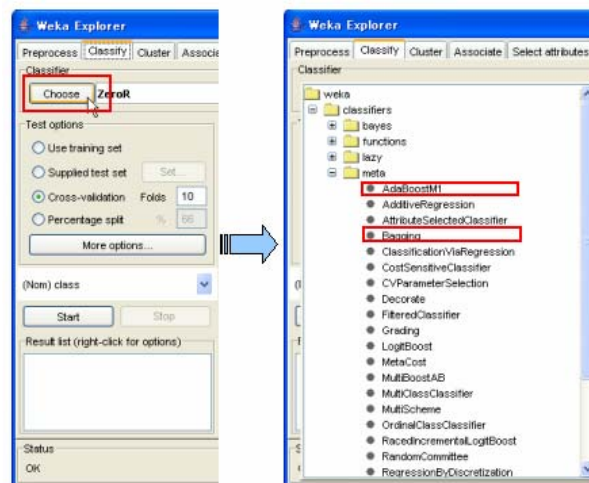 Weka Explorer
Preprocess Classify Cluster Associ
Classifier
Choose ZeroR
Test options
Use training set
Supplied test set Set...
Cross-validation Folds 10
Percentage split % 66
More options...
(Nom) class
Start Stop
Result list (right-click for options)
Status
OK
Weka Explorer
Preprocess Classify Cluster Associate Select attributes
Classifier
weka
classifiers
bayes
functions
lazy
meta
AdaBoostM1
AdditiveRegression
AttributeSelectedClassifier
Bagging
ClassificationViaRegression
CostSensitiveClassifier
CVParameterSelection
Decorate
FilteredClassifier
Grading
LogitBoost
MetaCost
MultiBoostAB
MultiClassClassifier
MultiScheme
OrdinalClassClassifier
RacedIncrementalLogitBoost
RandomCommittee
RegressionByDiscretization